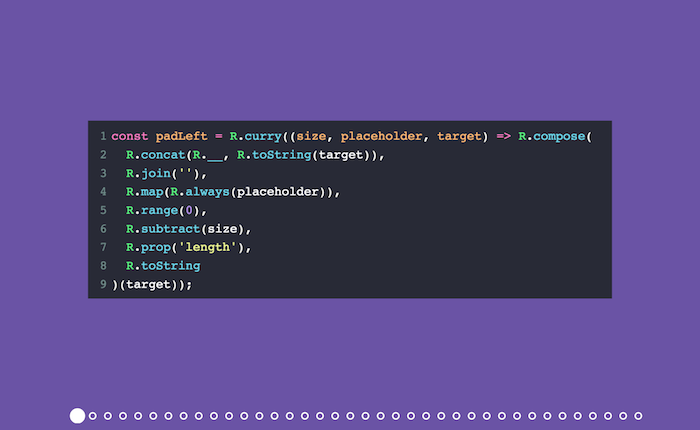 1 const padLeft = R.curry((size, placeholder, target) => R.compose(
2   R.concat(R.__, R.toString(target)),
3   R.join(''),
4   R.map(R.always(placeholder)),
5   R.range(0),
6   R.subtract(size),
7   R.prop('length'),
8   R.toString
9 )(target));